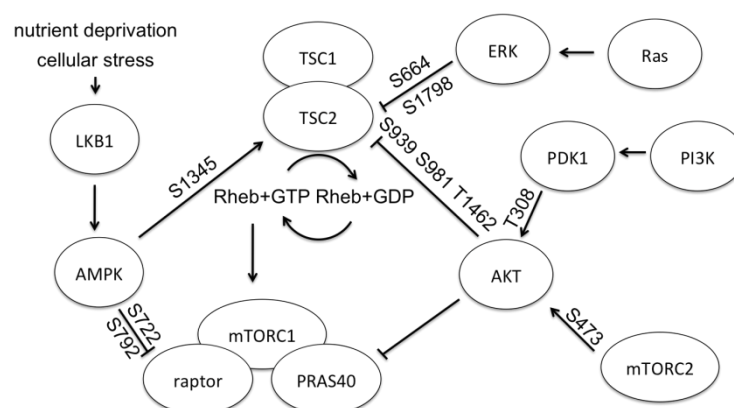 nutrient deprivation
cellular stress
LKB1
AMPK
S1345
S722
S792
TSC1
TSC2
Rheb+GTP Rheb+GDP
mTORC1
raptor
PRAS40
S664
S1798
ERK
Ras
S939 S981 T1462
PDK1
PI3K
T308
AKT
S473
mTORC2